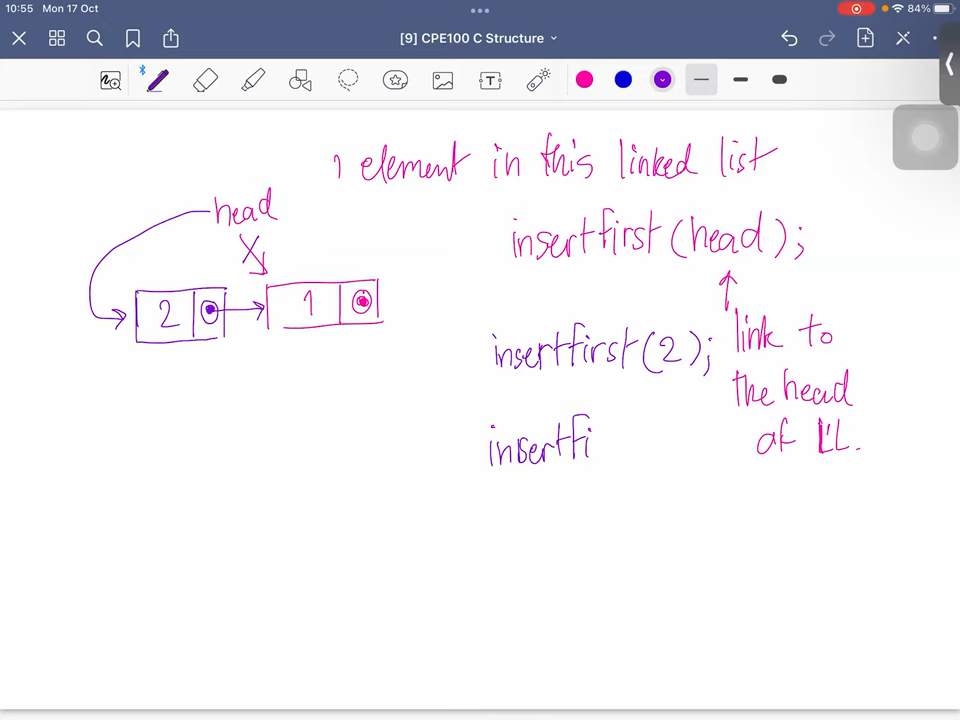 10:55 Mon 17 Oct
84%
[9] CPE100 C Structure
1 element in this linked list
head
insertfirst(head);
2
1
insertfirst(2);
link to
the head
of LL.
insertfi